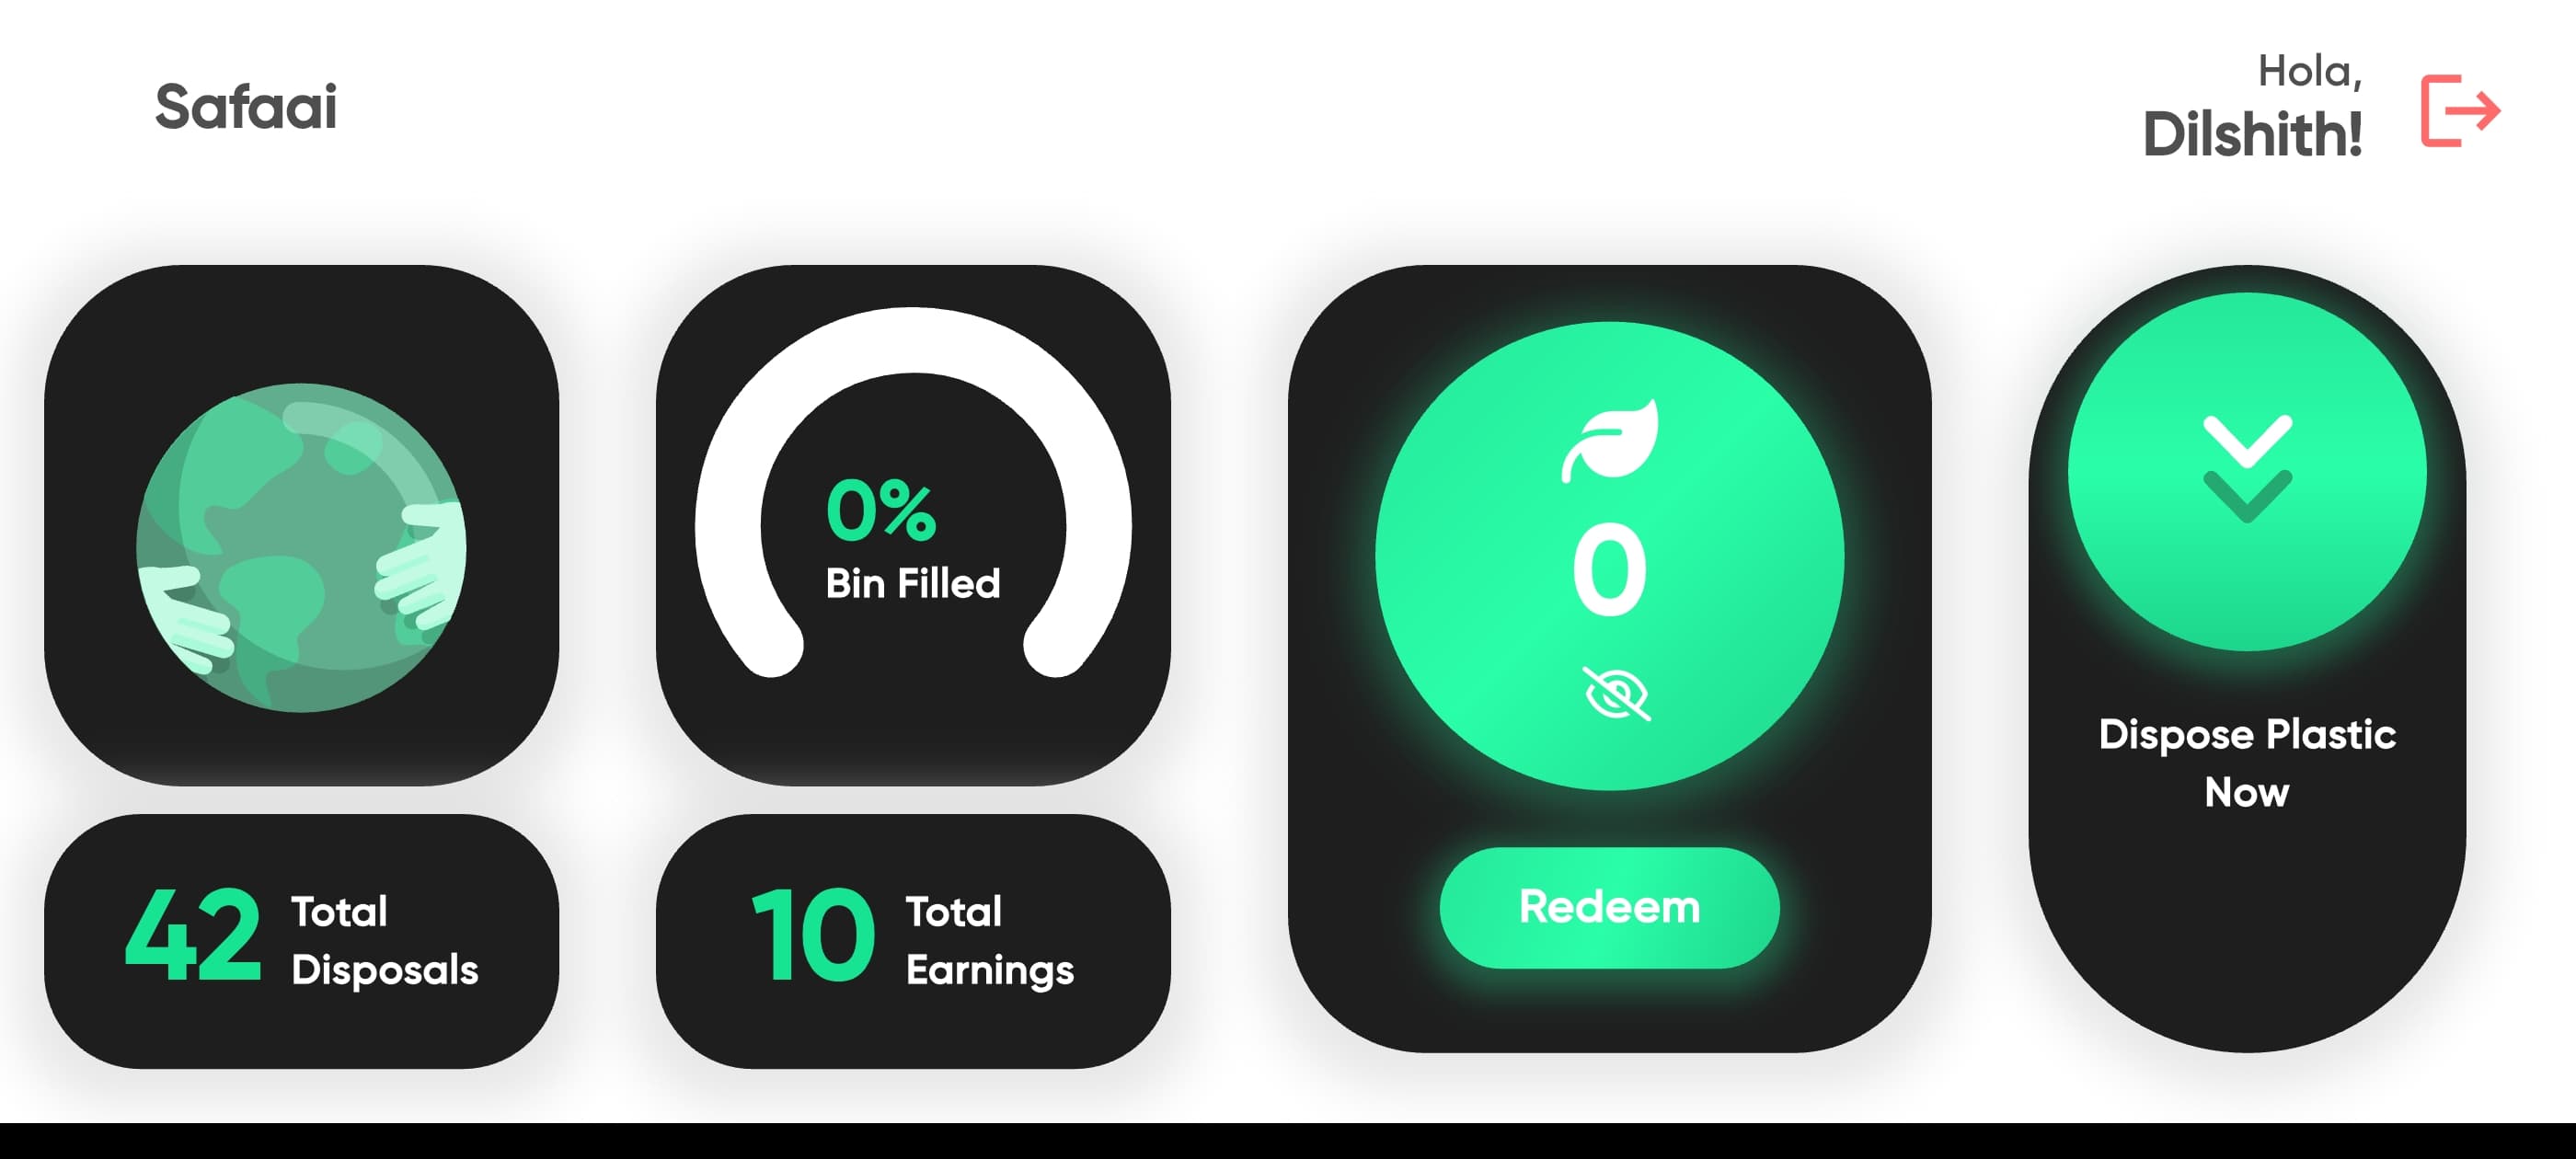 Safaai
Hola,
Dilshith!
0%
Bin Filled
42
Total
Disposals
10
Total
Earnings
0
Redeem
Dispose Plastic
Now